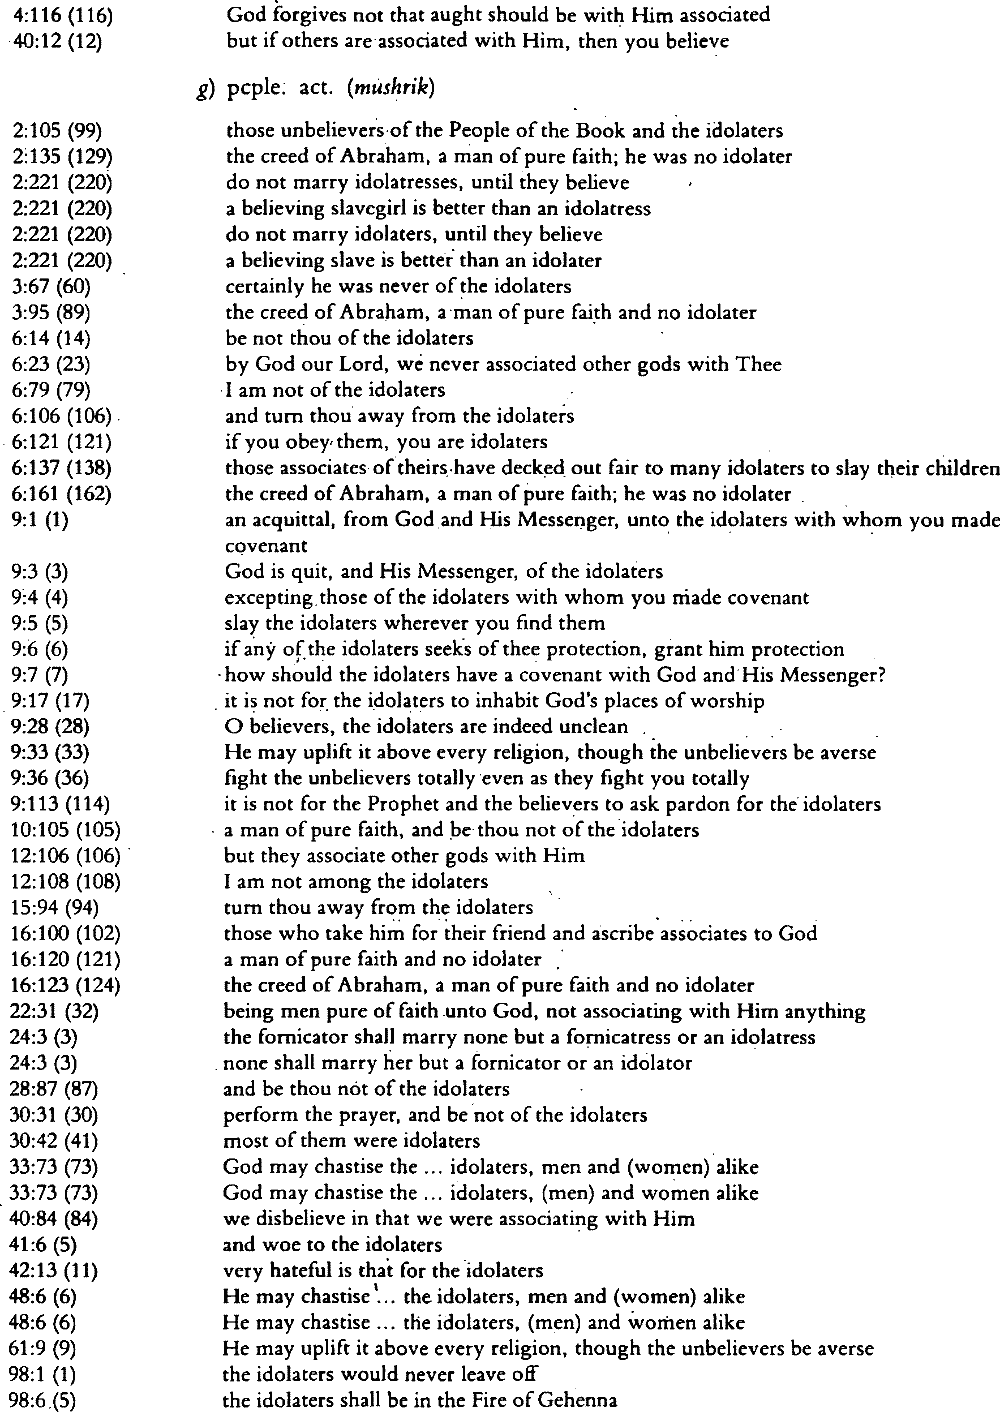 4:116 (116) God forgives not that aught should be with Him associated
40:12 (12) but if others are associated with Him, then you believe
g) pcple. act. (mushrik)
2:105 (99) those unbelievers of the People of the Book and the idolaters
2:135 (129) the creed of Abraham, a man of pure faith; he was no idolater
2:221 (220) do not marry idolatresses, until they believe
2:221 (220) a believing slavegirl is better than an idolatress
2:221 (220) do not marry idolaters, until they believe
2:221 (220) a believing slave is better than an idolater
3:67 (60) certainly he was never of the idolaters
3:95 (89) the creed of Abraham, a man of pure faith and no idolater
6:14 (14) be not thou of the idolaters
6:23 (23) by God our Lord, we never associated other gods with Thee
6:79 (79) I am not of the idolaters
6:106 (106) and turn thou away from the idolaters
6:121 (121) if you obey them, you are idolaters
6:137 (138) those associates of theirs have decked out fair to many idolaters to slay their children
6:161 (162) the creed of Abraham, a man of pure faith; he was no idolater
9:1 (1) an acquittal, from God and His Messenger, unto the idolaters with whom you made
covenant
9:3 (3) God is quit, and His Messenger, of the idolaters
9:4 (4) excepting those of the idolaters with whom you made covenant
9:5 (5) slay the idolaters wherever you find them
9:6 (6) if any of the idolaters seeks of thee protection, grant him protection
9:7 (7) how should the idolaters have a covenant with God and His Messenger?
9:17 (17) it is not for the idolaters to inhabit God's places of worship
9:28 (28) O believers, the idolaters are indeed unclean
9:33 (33) He may uplift it above every religion, though the unbelievers be averse
9:36 (36) fight the unbelievers totally even as they fight you totally
9:113 (114) it is not for the Prophet and the believers to ask pardon for the idolaters
10:105 (105) a man of pure faith, and be thou not of the idolaters
12:106 (106) but they associate other gods with Him
12:108 (108) I am not among the idolaters
15:94 (94) turn thou away from the idolaters
16:100 (102) those who take him for their friend and ascribe associates to God
16:120 (121) a man of pure faith and no idolater
16:123 (124) the creed of Abraham, a man of pure faith and no idolater
22:31 (32) being men pure of faith unto God, not associating with Him anything
24:3 (3) the fornicator shall marry none but a fornicatress or an idolatress
24:3 (3) none shall marry her but a fornicator or an idolator
28:87 (87) and be thou not of the idolaters
30:31 (30) perform the prayer, and be not of the idolaters
30:42 (41) most of them were idolaters
33:73 (73) God may chastise the ... idolaters, men and (women) alike
33:73 (73) God may chastise the ... idolaters, (men) and women alike
40:84 (84) we disbelieve in that we were associating with Him
41:6 (5) and woe to the idolaters
42:13 (11) very hateful is that for the idolaters
48:6 (6) He may chastise ... the idolaters, men and (women) alike
48:6 (6) He may chastise ... the idolaters, (men) and women alike
61:9 (9) He may uplift it above every religion, though the unbelievers be averse
98:1 (1) the idolaters would never leave off
98:6 (5) the idolaters shall be in the Fire of Gehenna